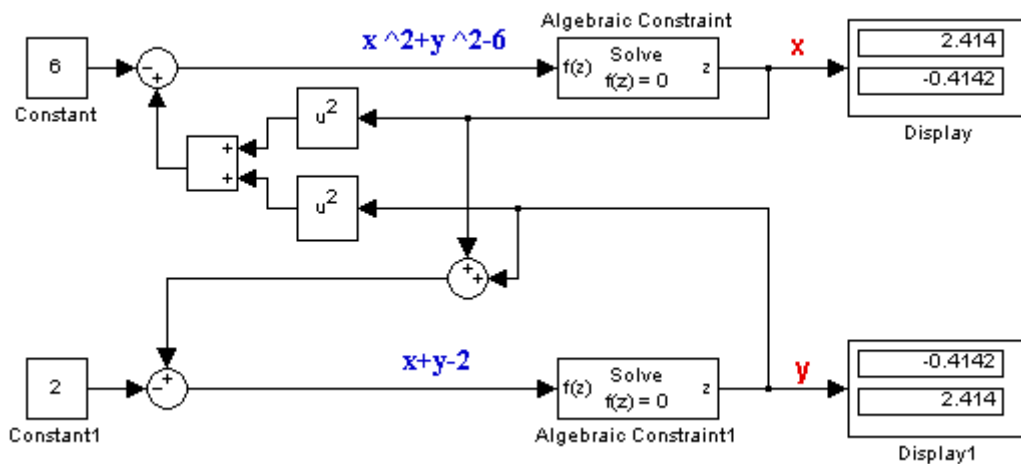 Algebraic Constraint
x ^2+y ^2-6
x
6
-
+
f(z)
Solve
f(z) = 0
z
2.414
-0.4142
Constant
Display
u2
+
+
u2
+
+
x+y-2
y
2
-
+
f(z)
Solve
f(z) = 0
z
-0.4142
2.414
Constant1
Algebraic Constraint1
Display1